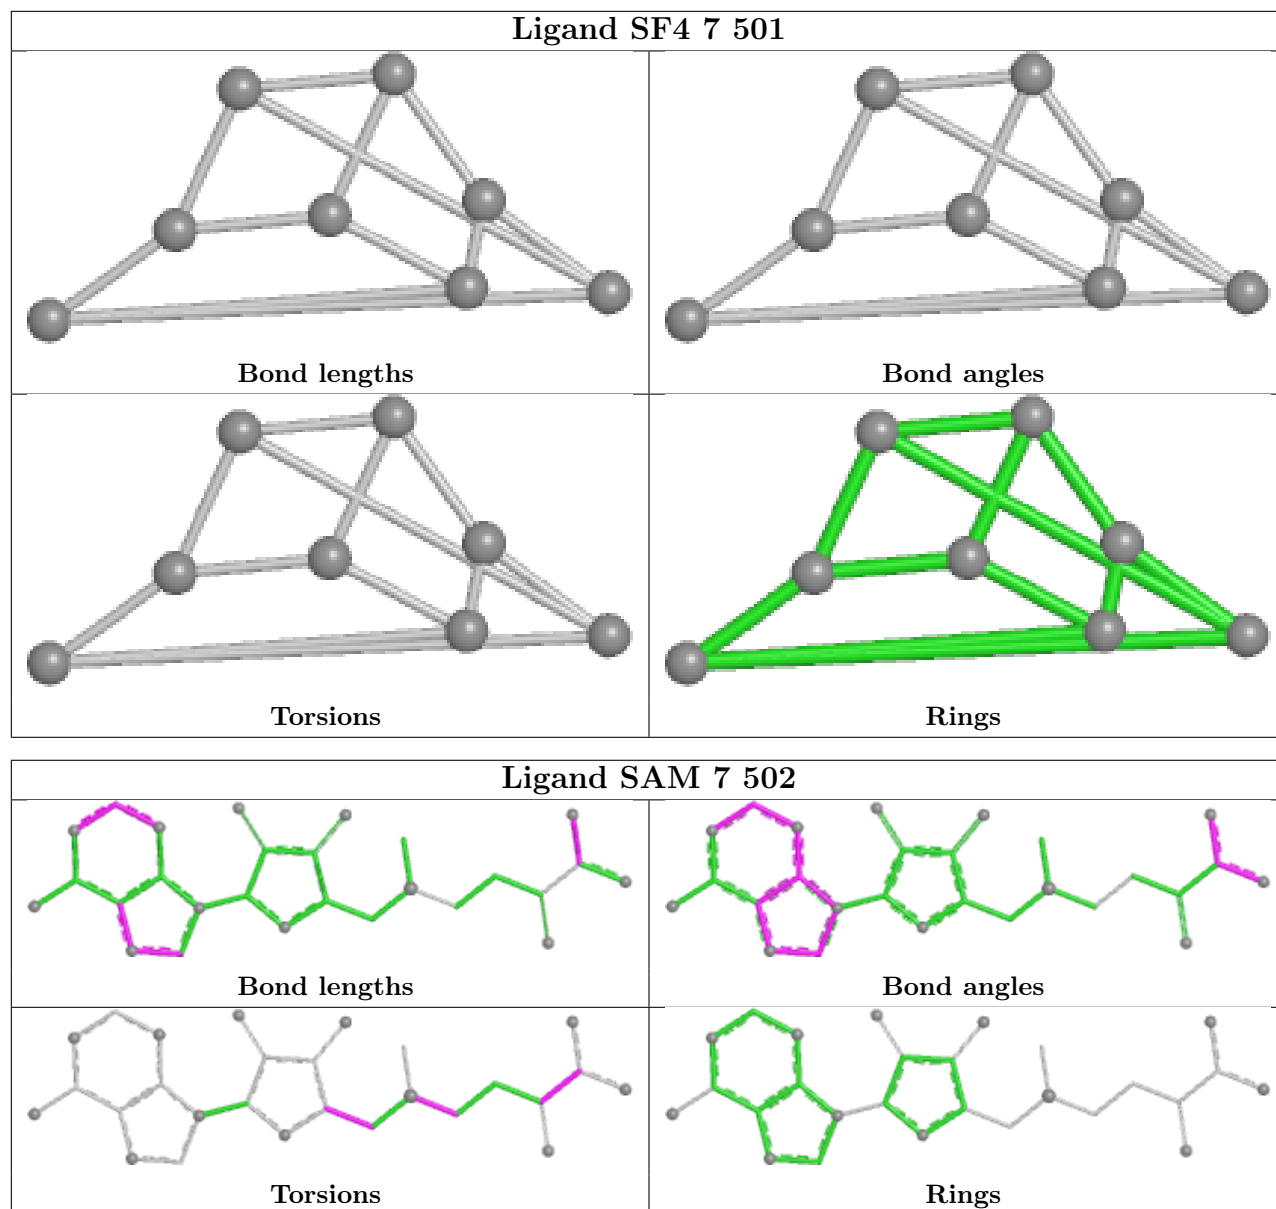 Ligand SF4 7 501
Bond lengths
Bond angles
Torsions
Rings
Ligand SAM 7 502
Bond lengths
Bond angles
Torsions
Rings